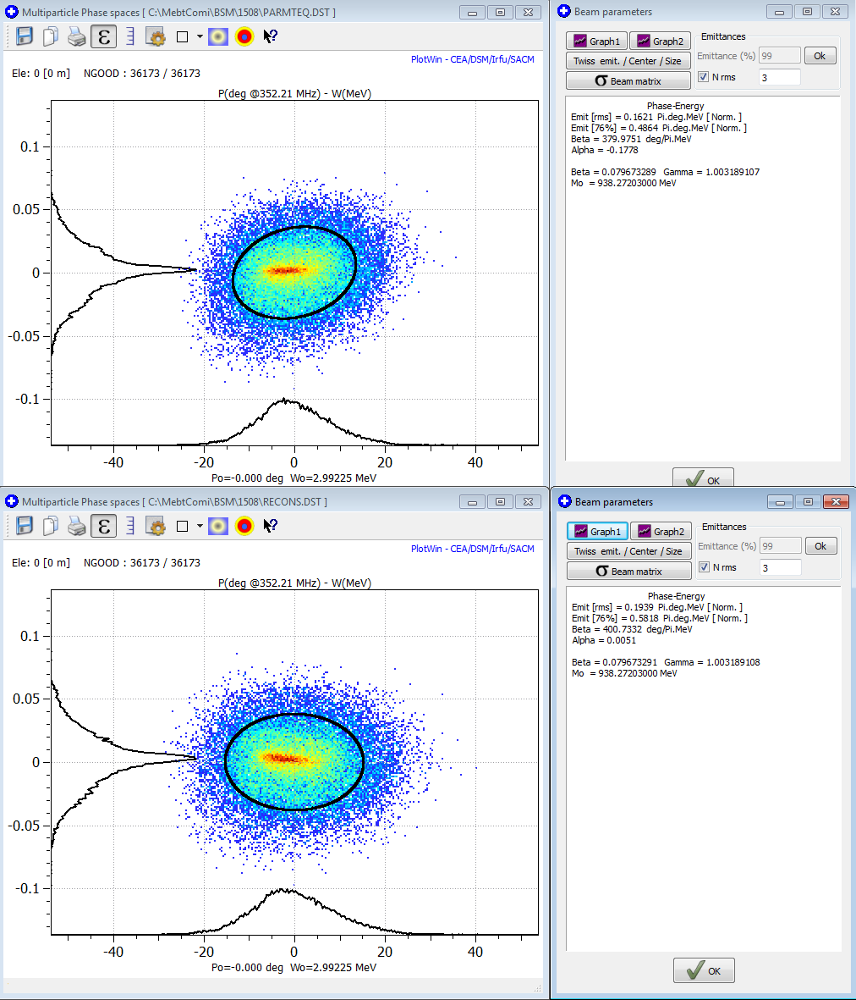 Multiparticle Phase spaces [ C:\MebtComi\BSM\1508\PARMTEQ.DST ]
PlotWin - CEA/DSM/Irfu/SACM
Ele: 0 [0 m]    NGOOD : 36173 / 36173
P(deg @352.21 MHz) - W(MeV)
0.1
0.05
0
-0.05
-0.1
-40 -20 0 20 40
Po=-0.000 deg  Wo=2.99225 MeV
Beam parameters
Graph1 Graph2
Twiss emit. / Center / Size
σ Beam matrix
Emittances
Emittance (%) 99 Ok
N rms 3
Phase-Energy
Emit [rms] = 0.1621 Pi.deg.MeV [ Norm. ]
Emit [76%] = 0.4864 Pi.deg.MeV [ Norm. ]
Beta = 379.9751 deg/Pi.MeV
Alpha = -0.1778
Beta = 0.079673289 Gamma = 1.003189107
Mo = 938.27203000 MeV
OK
Multiparticle Phase spaces [ C:\MebtComi\BSM\1508\RECONS.DST ]
PlotWin - CEA/DSM/Irfu/SACM
Ele: 0 [0 m]    NGOOD : 36173 / 36173
P(deg @352.21 MHz) - W(MeV)
0.1
0.05
0
-0.05
-0.1
-40 -20 0 20 40
Po=-0.000 deg  Wo=2.99225 MeV
Beam parameters
Graph1 Graph2
Twiss emit. / Center / Size
σ Beam matrix
Emittances
Emittance (%) 99 Ok
N rms 3
Phase-Energy
Emit [rms] = 0.1939 Pi.deg.MeV [ Norm. ]
Emit [76%] = 0.5818 Pi.deg.MeV [ Norm. ]
Beta = 400.7332 deg/Pi.MeV
Alpha = 0.0051
Beta = 0.079673291 Gamma = 1.003189108
Mo = 938.27203000 MeV
OK